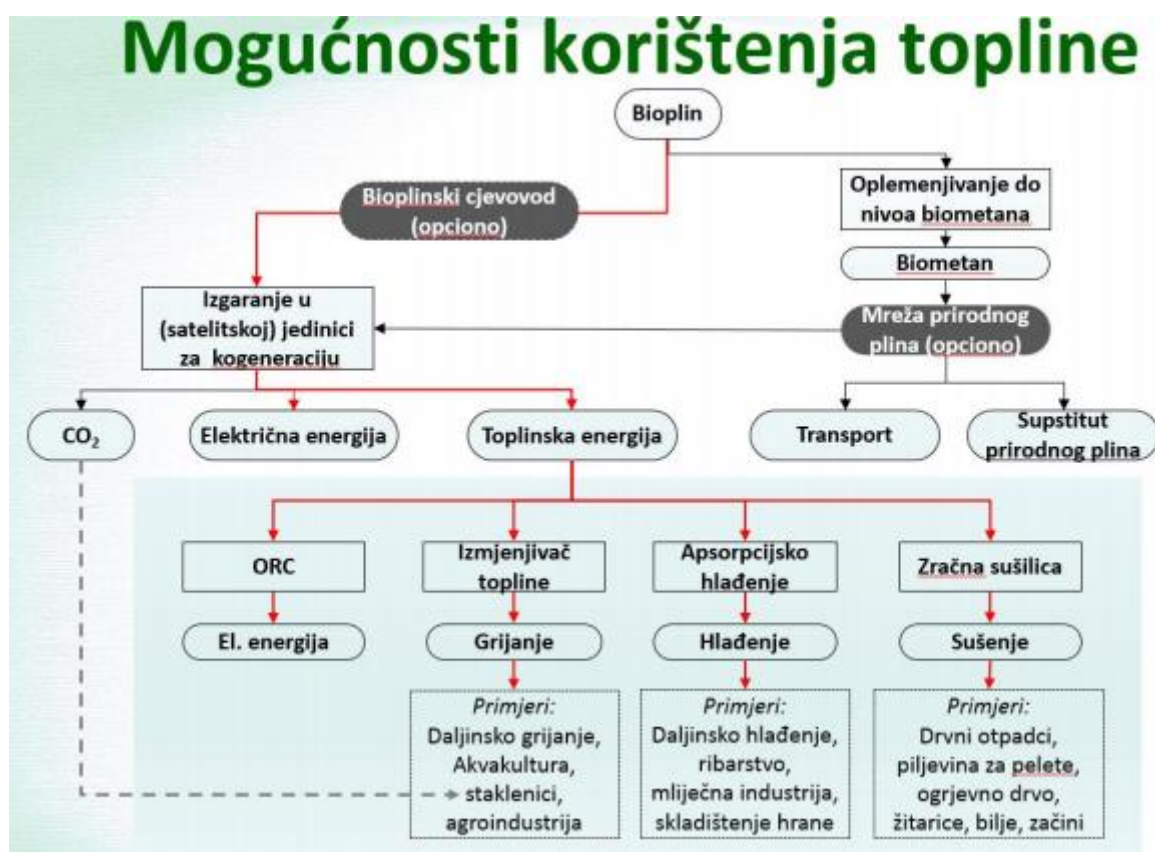 Mogućnosti korištenja topline
Bioplin
Bioplinski cjevovod
(opciono)
Oplemenjivanje do
nivoa biometana
Biometan
Izgaranje u
(satelitskoj) jedinici
za kogeneraciju
Mreža prirodnog
plina (opciono)
CO₂
Električna energija
Toplinska energija
Transport
Supstitut
prirodnog plina
ORC
Izmjenjivač
topline
Apsorpcijsko
hlađenje
Zračna sušilica
El. energija
Grijanje
Hlađenje
Sušenje
Primjeri:
Daljinsko grijanje,
Akvakultura,
staklenici,
agroindustrija
Primjeri:
Daljinsko hlađenje,
ribarstvo,
mliječna industrija,
skladištenje hrane
Primjeri:
Drvni otpadci,
piljevina za pelete,
ogrjevno drvo,
žitarice, bilje, začini